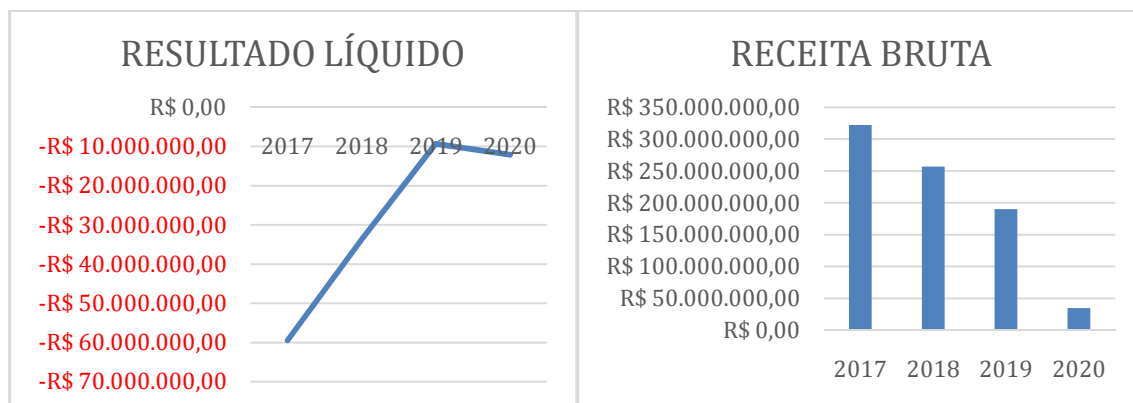 RESULTADO LÍQUIDO
R$ 0,00
-R$ 10.000.000,00
-R$ 20.000.000,00
-R$ 30.000.000,00
-R$ 40.000.000,00
-R$ 50.000.000,00
-R$ 60.000.000,00
-R$ 70.000.000,00
2017 2018 2019 2020
RECEITA BRUTA
R$ 350.000.000,00
R$ 300.000.000,00
R$ 250.000.000,00
R$ 200.000.000,00
R$ 150.000.000,00
R$ 100.000.000,00
R$ 50.000.000,00
R$ 0,00
2017 2018 2019 2020